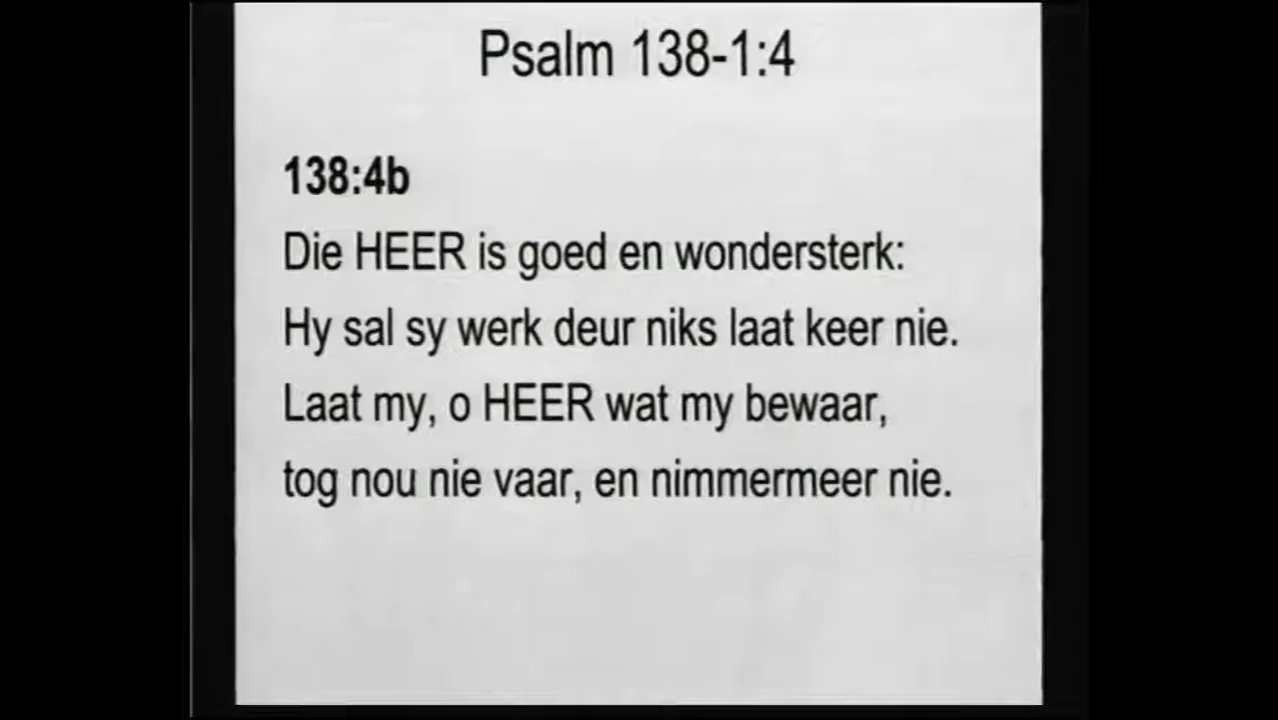 Psalm 138-1:4
138:4b
Die HEER is goed en wondersterk:
Hy sal sy werk deur niks laat keer nie.
Laat my, o HEER wat my bewaar,
tog nou nie vaar, en nimmermeer nie.